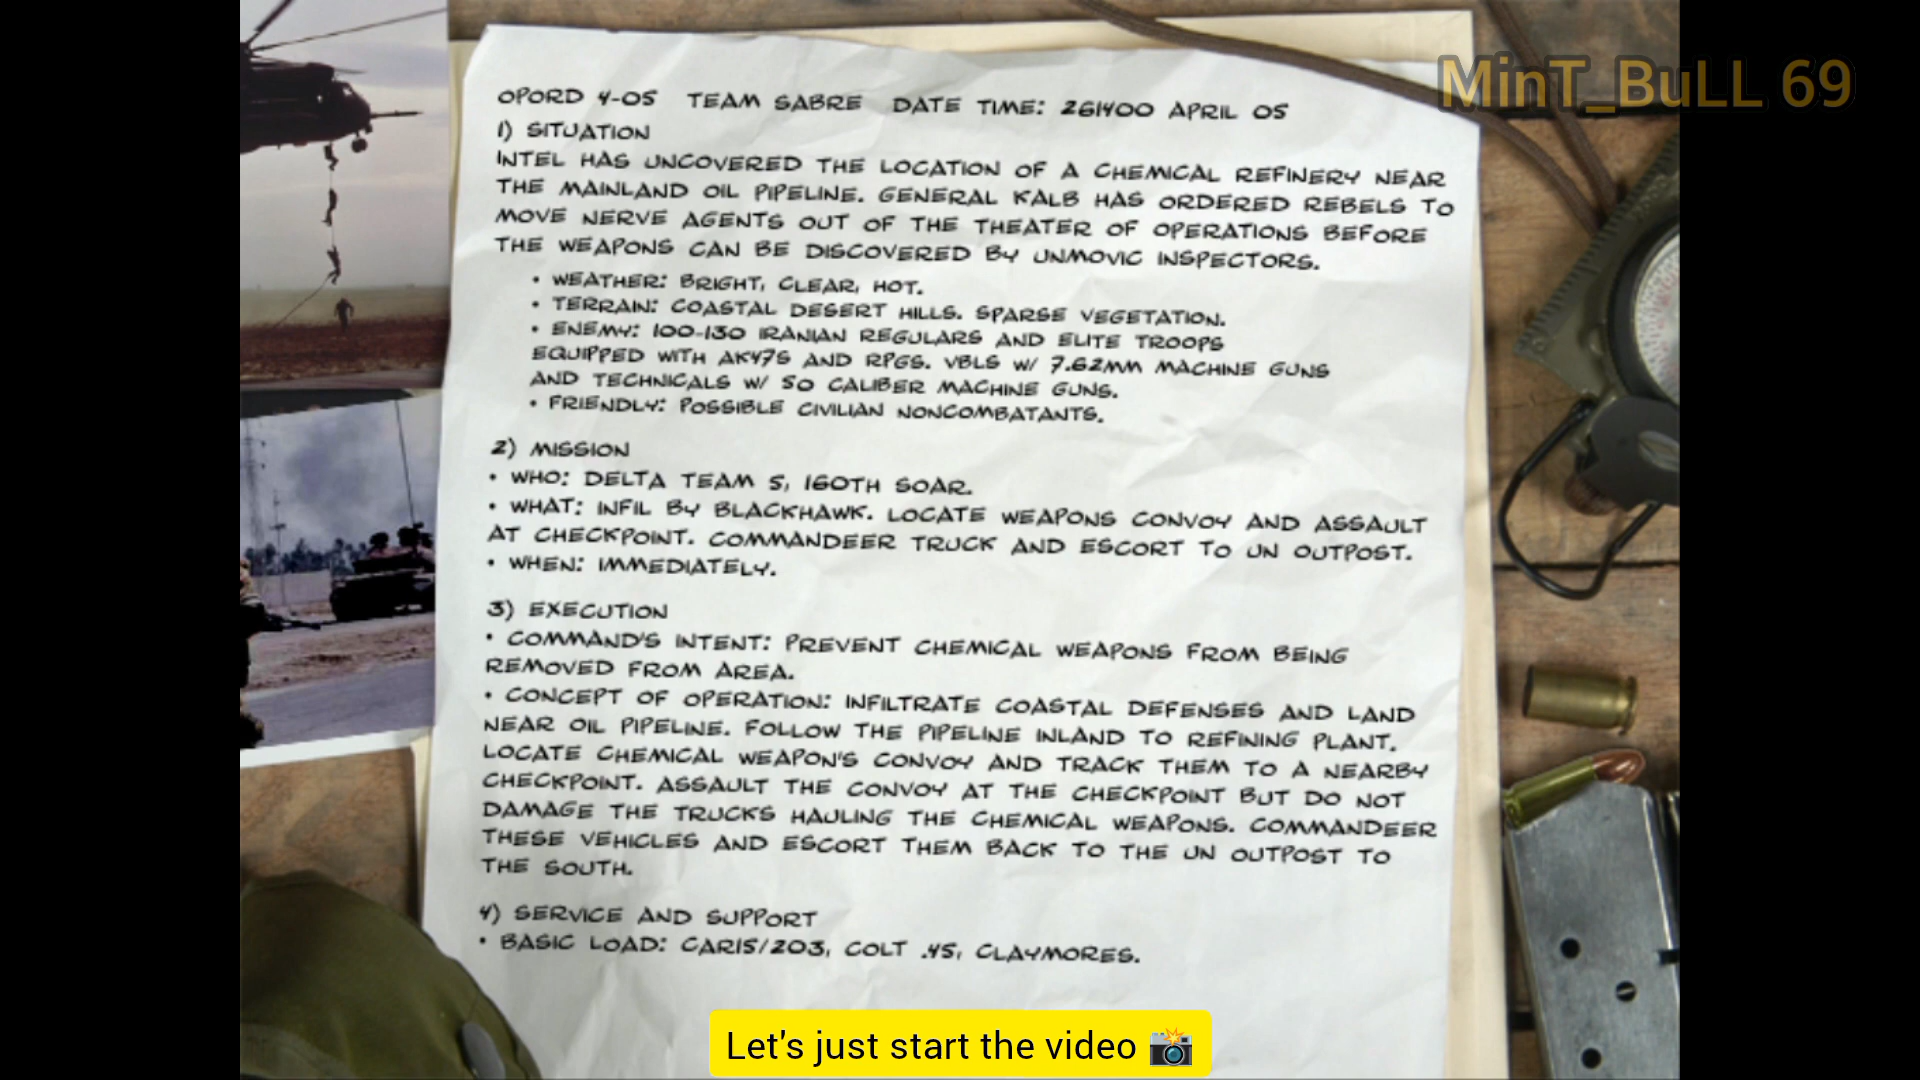 MinT_BuLL 69
OPORD 4-05 TEAM SABRE DATE TIME: 261400 APRIL 05
1) SITUATION
INTEL HAS UNCOVERED THE LOCATION OF A CHEMICAL REFINERY NEAR
THE MAINLAND OIL PIPELINE. GENERAL KALB HAS ORDERED REBELS TO
MOVE NERVE AGENTS OUT OF THE THEATER OF OPERATIONS BEFORE
THE WEAPONS CAN BE DISCOVERED BY UNMOVIC INSPECTORS.
• WEATHER: BRIGHT, CLEAR, HOT.
• TERRAIN: COASTAL DESERT HILLS. SPARSE VEGETATION.
• ENEMY: 100-130 IRANIAN REGULARS AND ELITE TROOPS
EQUIPPED WITH AK47S AND RPGS. VBLS W/ 7.62MM MACHINE GUNS
AND TECHNICALS W/ 50 CALIBER MACHINE GUNS.
• FRIENDLY: POSSIBLE CIVILIAN NONCOMBATANTS.
2) MISSION
• WHO: DELTA TEAM 5, 160TH SOAR.
• WHAT: INFIL BY BLACKHAWK. LOCATE WEAPONS CONVOY AND ASSAULT
AT CHECKPOINT. COMMANDEER TRUCK AND ESCORT TO UN OUTPOST.
• WHEN: IMMEDIATELY.
3) EXECUTION
• COMMAND'S INTENT: PREVENT CHEMICAL WEAPONS FROM BEING
REMOVED FROM AREA.
• CONCEPT OF OPERATION: INFILTRATE COASTAL DEFENSES AND LAND
NEAR OIL PIPELINE. FOLLOW THE PIPELINE INLAND TO REFINING PLANT.
LOCATE CHEMICAL WEAPON'S CONVOY AND TRACK THEM TO A NEARBY
CHECKPOINT. ASSAULT THE CONVOY AT THE CHECKPOINT BUT DO NOT
DAMAGE THE TRUCKS HAULING THE CHEMICAL WEAPONS. COMMANDEER
THESE VEHICLES AND ESCORT THEM BACK TO THE UN OUTPOST TO
THE SOUTH.
4) SERVICE AND SUPPORT
• BASIC LOAD: CAR15/203, COLT .45, CLAYMORES.
Let's just start the video 📸